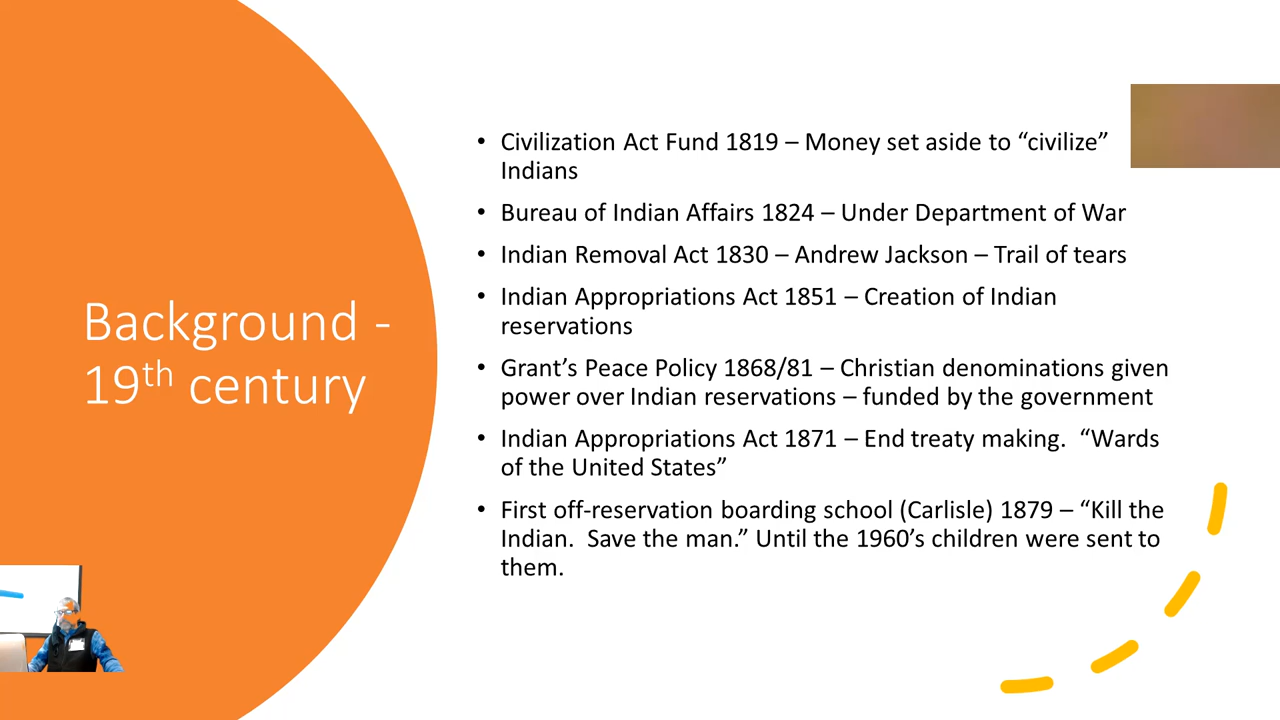 Background -
19th century
• Civilization Act Fund 1819 – Money set aside to “civilize”
Indians
• Bureau of Indian Affairs 1824 – Under Department of War
• Indian Removal Act 1830 – Andrew Jackson – Trail of tears
• Indian Appropriations Act 1851 – Creation of Indian
reservations
• Grant’s Peace Policy 1868/81 – Christian denominations given
power over Indian reservations – funded by the government
• Indian Appropriations Act 1871 – End treaty making.  “Wards
of the United States”
• First off-reservation boarding school (Carlisle) 1879 – “Kill the
Indian.  Save the man.” Until the 1960’s children were sent to
them.